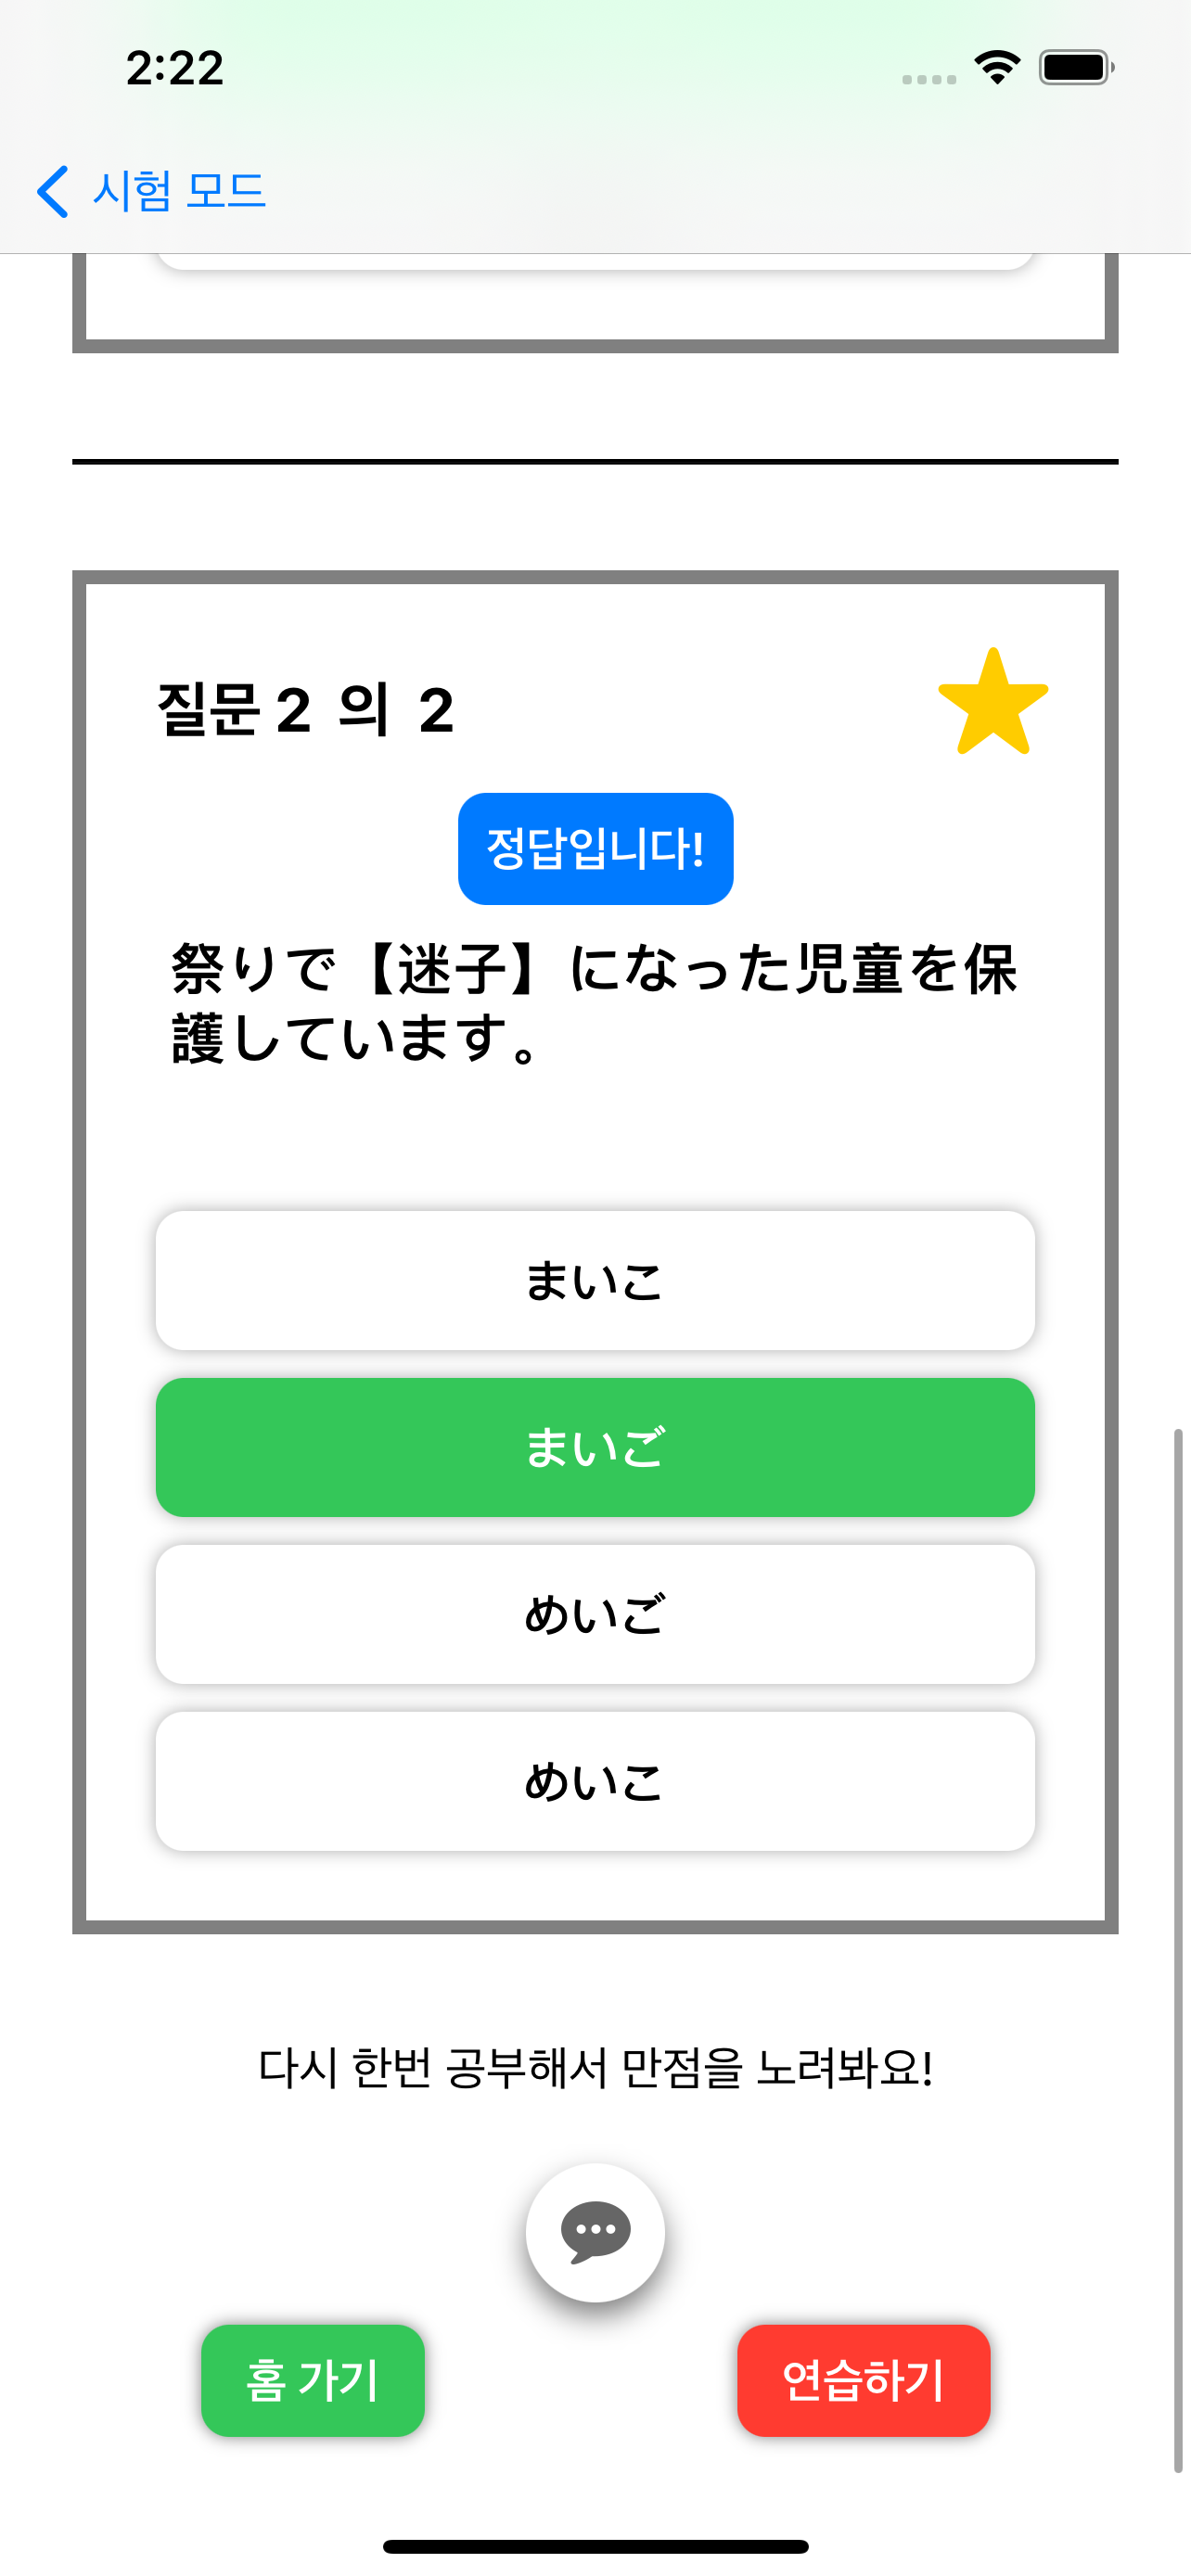 2:22
시험 모드
질문 2 의 2
정답입니다!
祭りで【迷子】になった児童を保
護しています。
まいこ
まいご
めいご
めいこ
다시 한번 공부해서 만점을 노려봐요!
홈 가기
연습하기